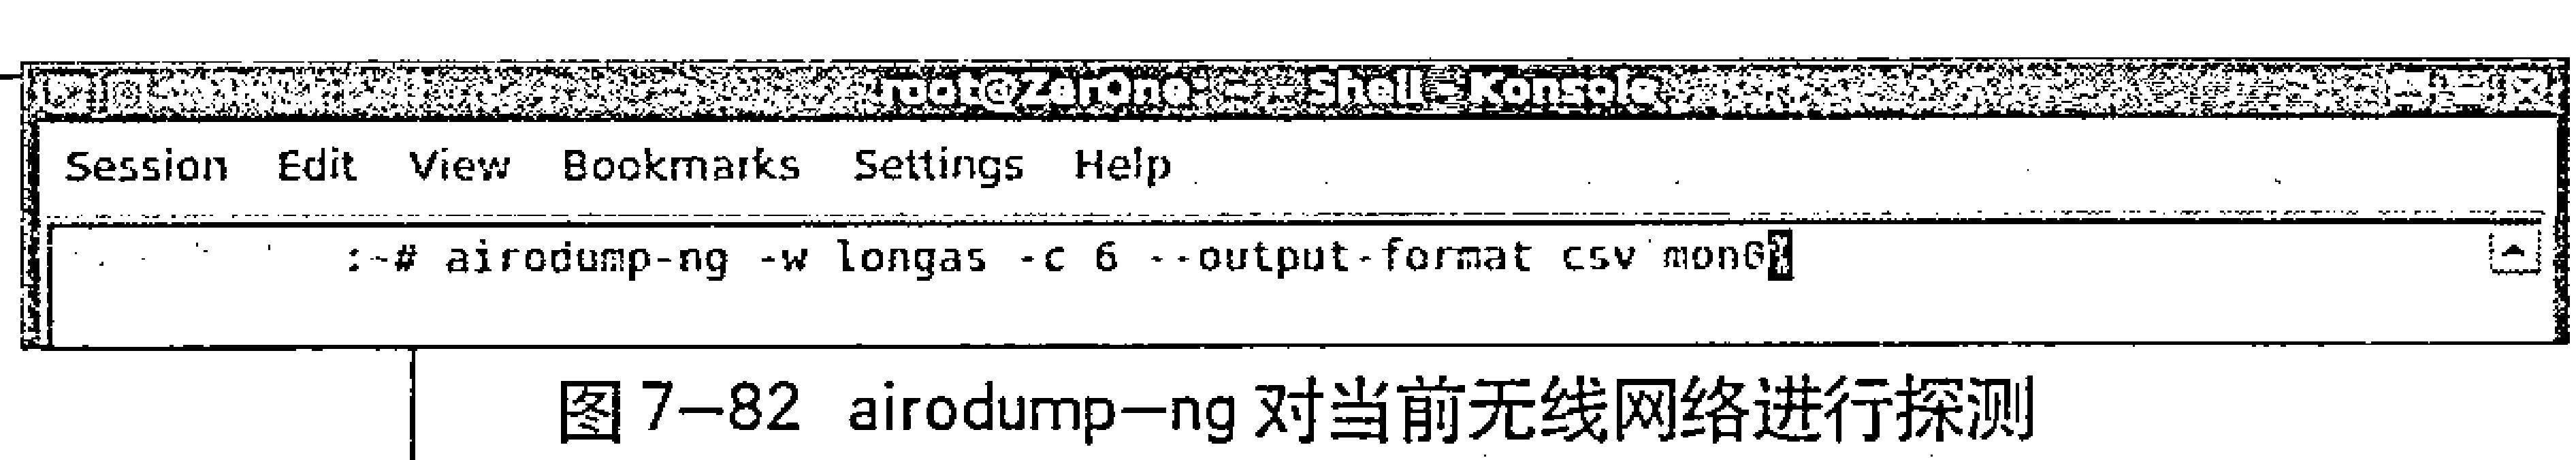 root@ZerOne: ~ - Shell - Konsole
Session Edit View Bookmarks Settings Help
:~# airodump-ng -w longas -c 6 --output-format csv mon0
图 7-82 airodump-ng 对当前无线网络进行探测